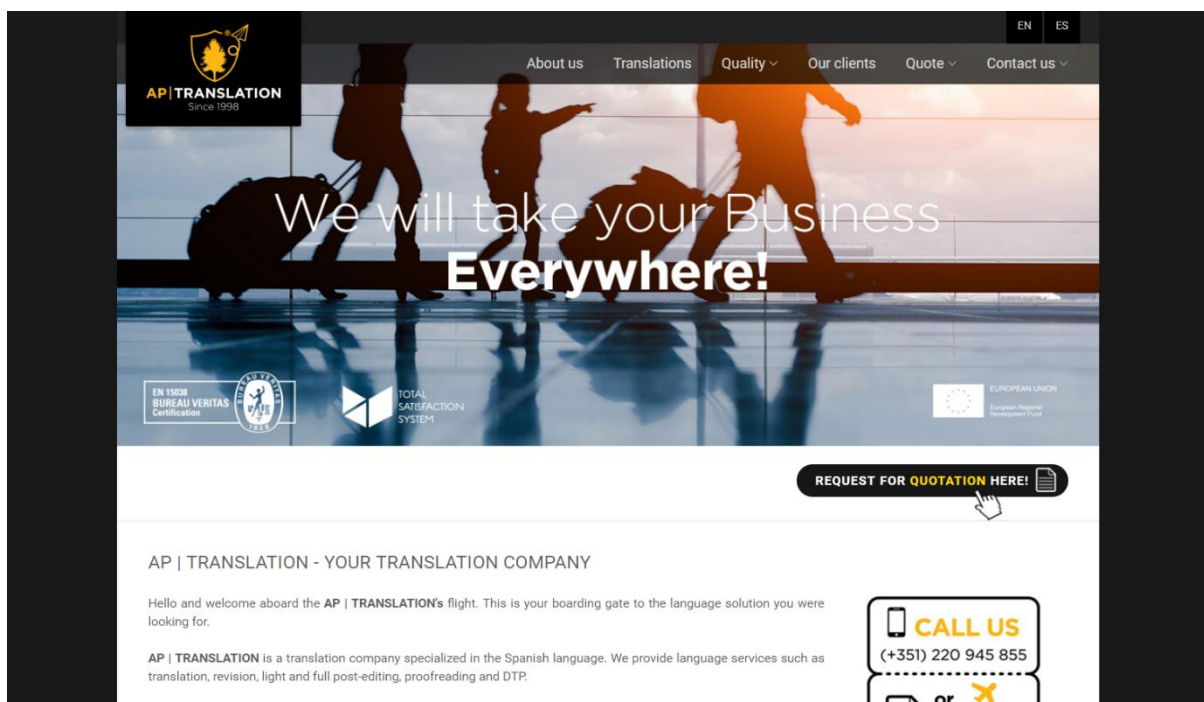 EN ES
About us Translations Quality Our clients Quote Contact us
AP|TRANSLATION
Since 1998
We will take your Business
Everywhere!
EN 15038
BUREAU VERITAS
Certification
BUREAU VERITAS
1828
TOTAL
SATISFACTION
SYSTEM
EUROPEAN UNION
European Regional
Development Fund
REQUEST FOR QUOTATION HERE!
AP | TRANSLATION - YOUR TRANSLATION COMPANY
Hello and welcome aboard the AP | TRANSLATION's flight. This is your boarding gate to the language solution you were
looking for.
AP | TRANSLATION is a translation company specialized in the Spanish language. We provide language services such as
translation, revision, light and full post-editing, proofreading and DTP.
CALL US
(+351) 220 945 855
or